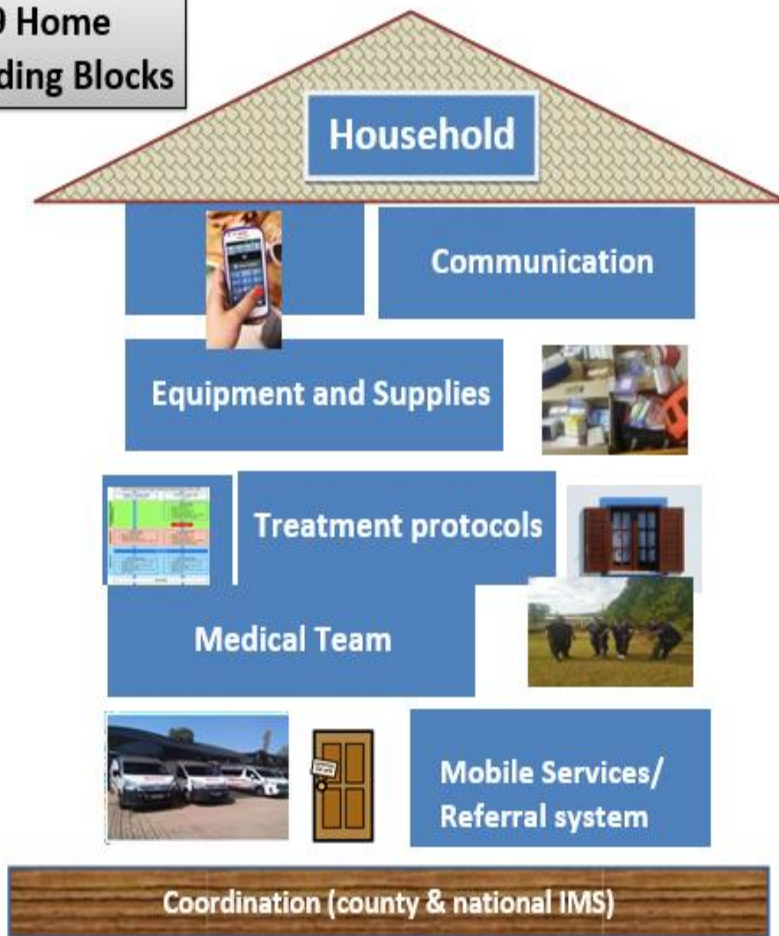 9 Home
ding Blocks
Household
Communication
Equipment and Supplies
Treatment protocols
Medical Team
Mobile Services/
Referral system
Coordination (county & national IMS)